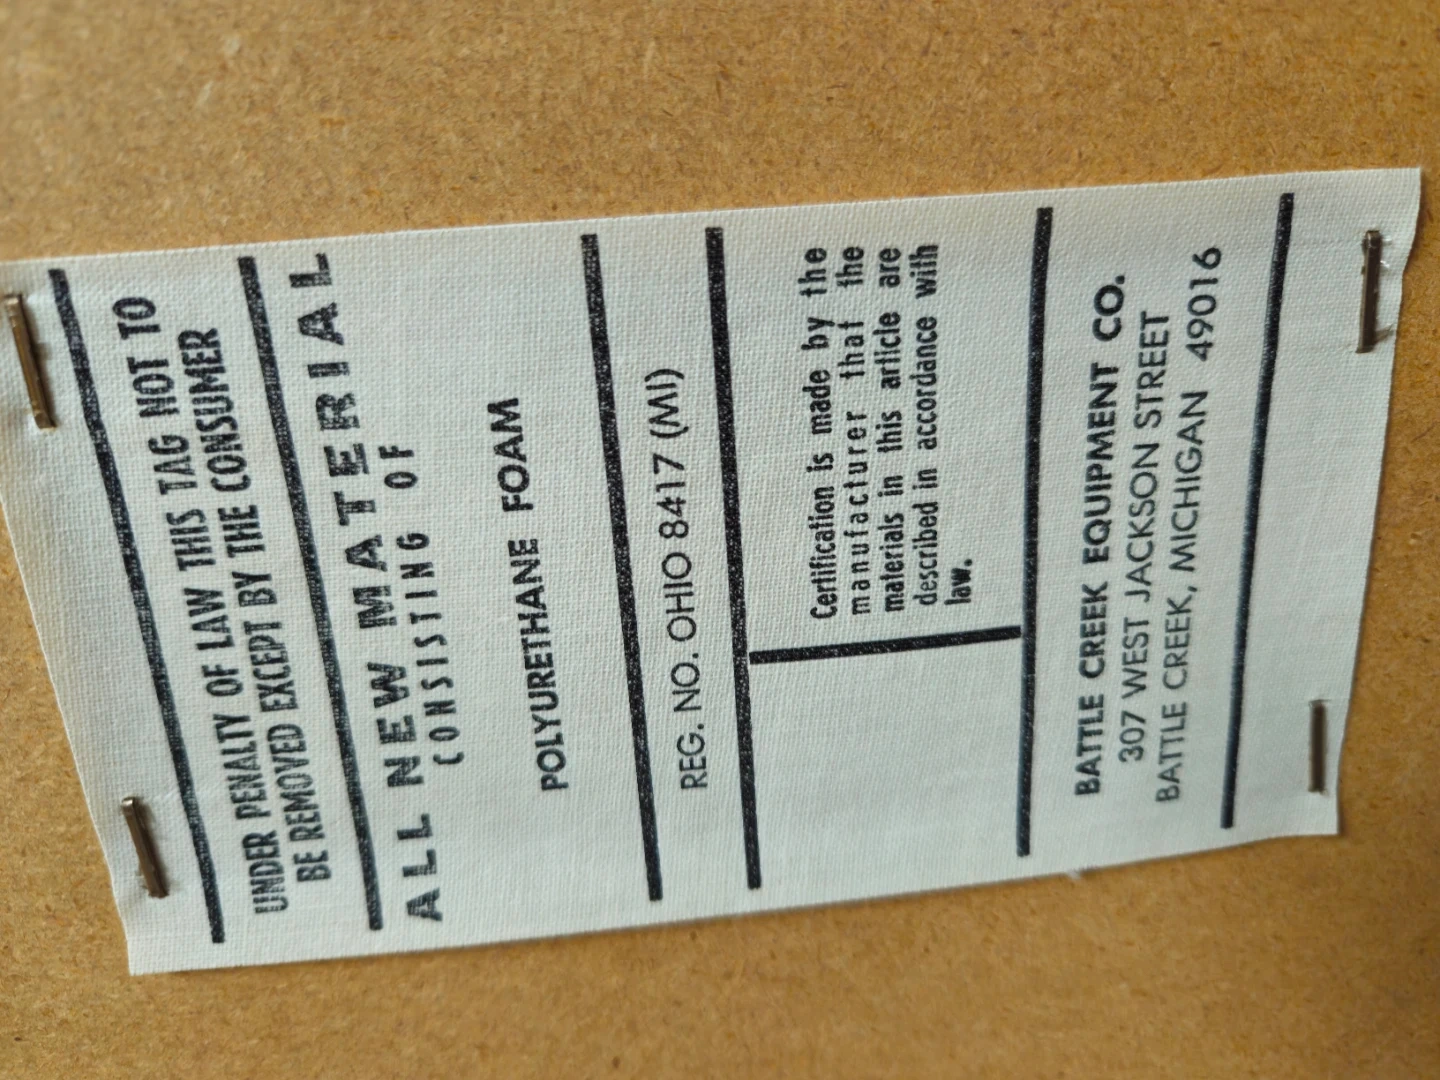 UNDER PENALTY OF LAW THIS TAG NOT TO
BE REMOVED EXCEPT BY THE CONSUMER
ALL NEW MATERIAL
CONSISTING OF
POLYURETHANE FOAM
REG. NO. OHIO 8417 (MI)
Certification is made by the
manufacturer that the
materials in this article are
described in accordance with
law.
BATTLE CREEK EQUIPMENT CO.
307 WEST JACKSON STREET
BATTLE CREEK, MICHIGAN 49016